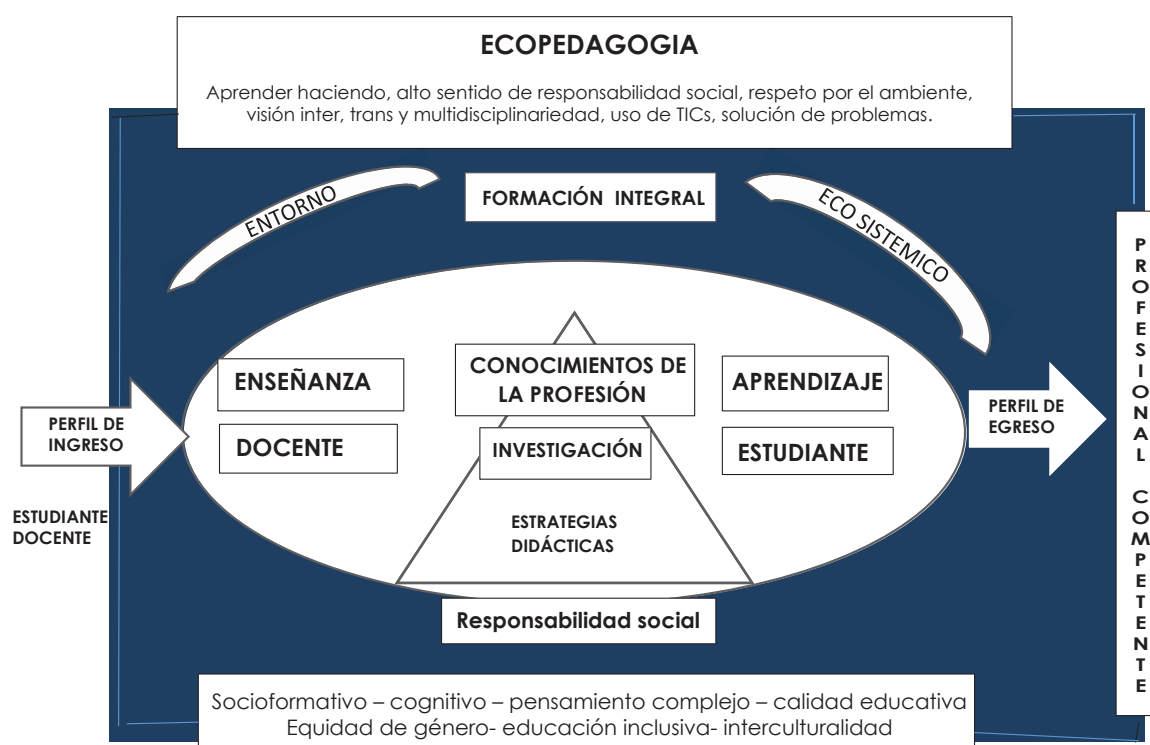 ECOPEDAGOGIA
Aprender haciendo, alto sentido de responsabilidad social, respeto por el ambiente,
visión inter, trans y multidisciplinariedad, uso de TICs, solución de problemas.
ENTORNO
FORMACIÓN INTEGRAL
ECO SISTEMICO
ENSEÑANZA
DOCENTE
CONOCIMIENTOS DE
LA PROFESIÓN
INVESTIGACIÓN
ESTRATEGIAS
DIDÁCTICAS
APRENDIZAJE
ESTUDIANTE
PERFIL DE
INGRESO
ESTUDIANTE
DOCENTE
PERFIL DE
EGRESO
PROFESIONAL COMPETENTE
Responsabilidad social
Socioformativo – cognitivo – pensamiento complejo – calidad educativa
Equidad de género- educación inclusiva- interculturalidad